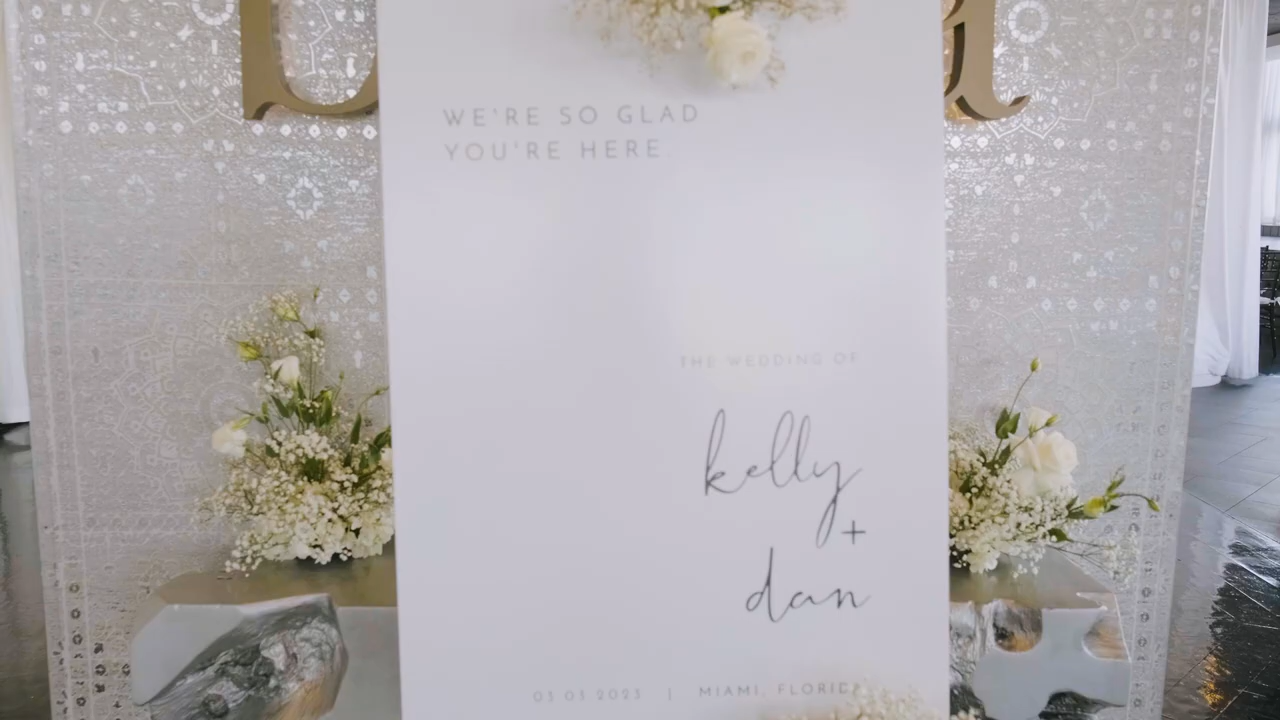 WE'RE SO GLAD
YOU'RE HERE
THE WEDDING OF
kelly
+
dan
03 03 2023 | MIAMI, FLORIDA